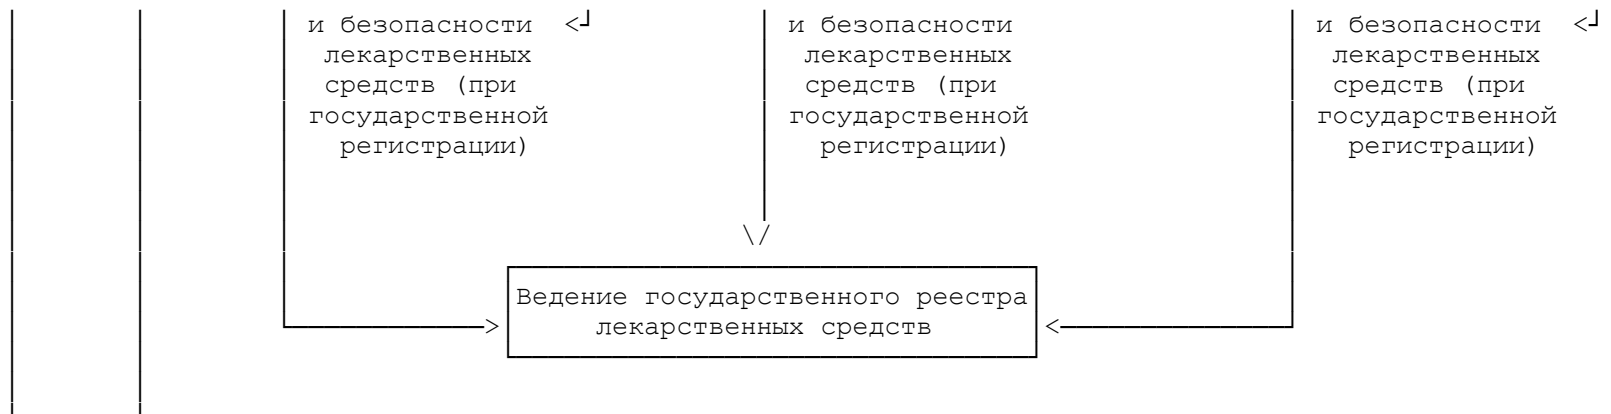 и безопасности
лекарственных
средств (при
государственной
регистрации)
и безопасности
лекарственных
средств (при
государственной
регистрации)
и безопасности
лекарственных
средств (при
государственной
регистрации)
Ведение государственного реестра
лекарственных средств